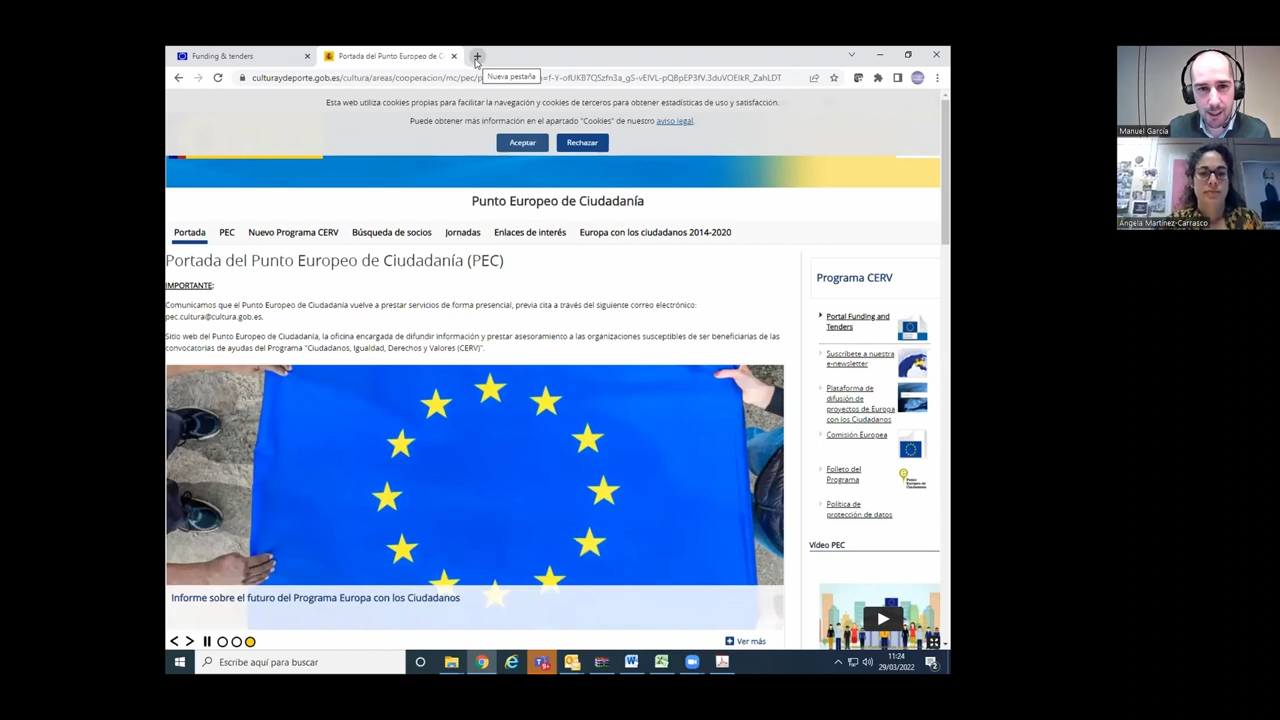 Funding & tenders
Portada del Punto Europeo de C
Nueva pestaña
culturaydeporte.gob.es/cultura/areas/cooperacion/mc/pec/
Esta web utiliza cookies propias para facilitar la navegación y cookies de terceros para obtener estadísticas de uso y satisfacción.
Puede obtener más información en el apartado "Cookies" de nuestro aviso legal.
Aceptar
Rechazar
Punto Europeo de Ciudadanía
Portada PEC Nuevo Programa CERV Búsqueda de socios Jornadas Enlaces de interés Europa con los ciudadanos 2014-2020
Portada del Punto Europeo de Ciudadanía (PEC)
IMPORTANTE:
Comunicamos que el Punto Europeo de Ciudadanía vuelve a prestar servicios de forma presencial, previa cita a través del siguiente correo electrónico:
pec.cultura@cultura.gob.es.
Sitio web del Punto Europeo de Ciudadanía, la oficina encargada de difundir información y prestar asesoramiento a las organizaciones susceptibles de ser beneficiarias de las
convocatorias de ayudas del Programa "Ciudadanos, Igualdad, Derechos y Valores (CERV)".
Informe sobre el futuro del Programa Europa con los Ciudadanos
Ver más
Programa CERV
Portal Funding and
Tenders
Suscríbete a nuestra
e-newsletter
Plataforma de
difusión de
proyectos de Europa
con los Ciudadanos
Comisión Europea
Folleto del
Programa
Política de
protección de datos
Vídeo PEC
Escribe aquí para buscar
11:24
29/03/2022
2
Manuel García
Ángela Martínez-Carrasco